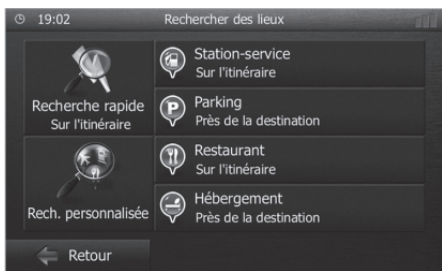 19:02
Rechercher des lieux
Recherche rapide
Sur l'itinéraire
Rech. personnalisée
Station-service
Sur l'itinéraire
P
Parking
Près de la destination
Restaurant
Sur l'itinéraire
Hébergement
Près de la destination
Retour